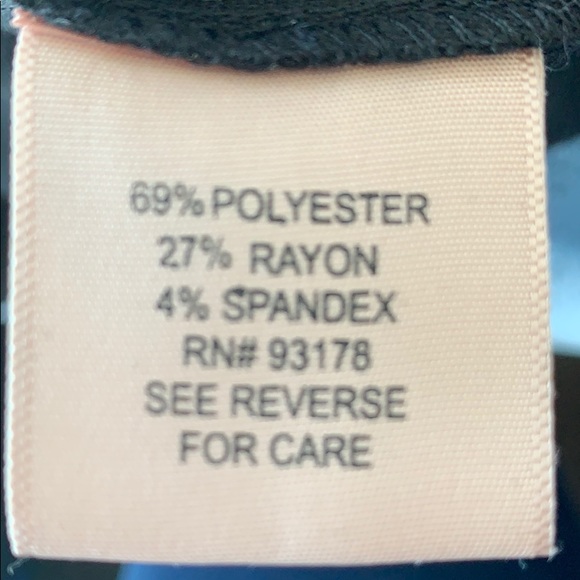 69% POLYESTER
27% RAYON
4% SPANDEX
RN# 93178
SEE REVERSE
FOR CARE